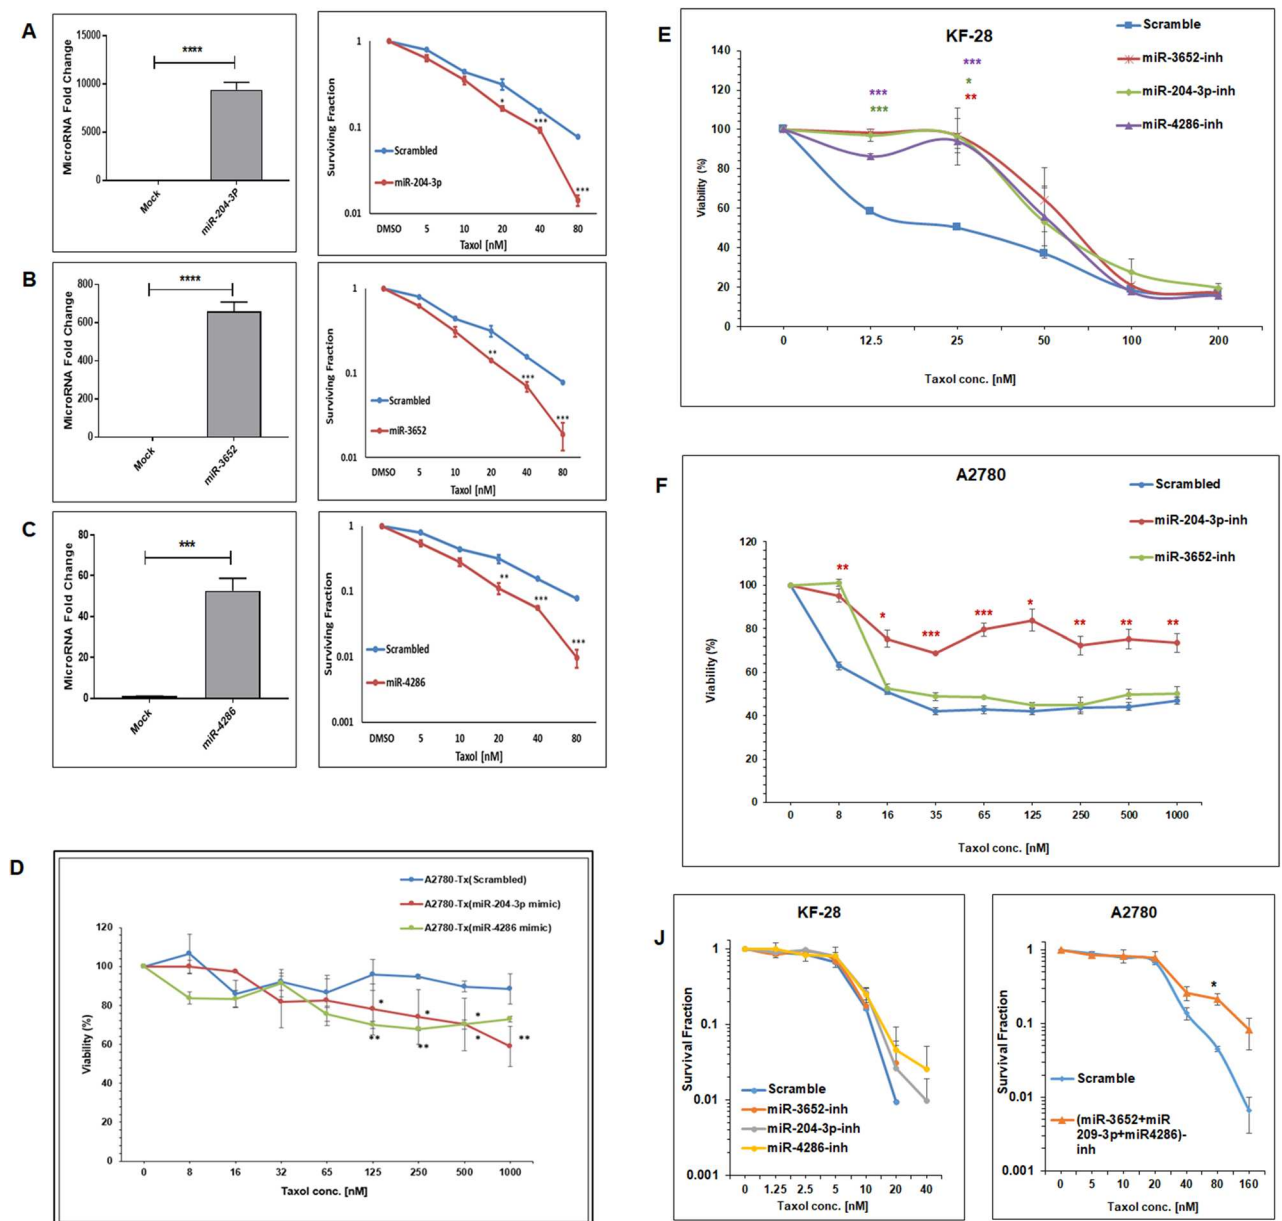 A
MicroRNA Fold Change
15000
10000
5000
0
****
Mock
miR-204-3P
Surviving Fraction
1
0.1
0.01
Scrambled
miR-204-3p
*
***
***
DMSO 5 10 20 40 80
Taxol [nM]
B
MicroRNA Fold Change
800
600
400
200
0
****
Mock
miR-3652
Surviving Fraction
1
0.1
0.01
Scrambled
miR-3652
**
***
***
DMSO 5 10 20 40 80
Taxol [nM]
C
MicroRNA Fold Change
80
60
40
20
0
***
Mock
miR-4286
Surviving Fraction
1
0.1
0.01
0.001
Scrambled
miR-4286
**
***
***
DMSO 5 10 20 40 80
Taxol [nM]
D
A2780-Tx(Scrambled)
A2780-Tx(miR-204-3p mimic)
A2780-Tx(miR-4286 mimic)
Viability (%)
120
100
80
60
40
20
0
*
**
*
**
*
*
**
0 8 16 32 65 125 250 500 1000
Taxol conc. [nM]
E
KF-28
Scramble
miR-3652-inh
miR-204-3p-inh
miR-4286-inh
Viability (%)
140
120
100
80
60
40
20
0
***
***
***
*
**
0 12.5 25 50 100 200
Taxol conc. [nM]
F
A2780
Scrambled
miR-204-3p-inh
miR-3652-inh
Viability (%)
120
100
80
60
40
20
0
**
*
***
***
*
**
**
**
0 8 16 35 65 125 250 500 1000
Taxol conc. [nM]
J
KF-28
Survival Fraction
1
0.1
0.01
0.001
Scramble
miR-3652-inh
miR-204-3p-inh
miR-4286-inh
0 1.25 2.5 5 10 20 40
Taxol conc. [nM]
A2780
Survival Fraction
1
0.1
0.01
0.001
*
Scramble
(miR-3652+miR
209-3p+miR4286)-
inh
0 5 10 20 40 80 160
Taxol conc. [nM]